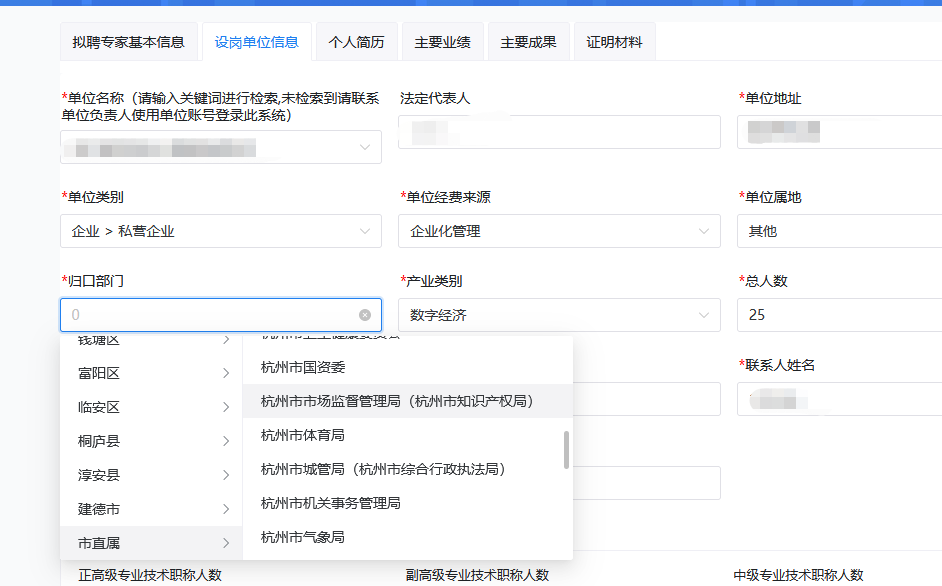 拟聘专家基本信息
设岗单位信息
个人简历
主要业绩
主要成果
证明材料
*单位名称（请输入关键词进行检索,未检索到请联系
单位负责人使用单位账号登录此系统）
法定代表人
*单位地址
*单位类别
*单位经费来源
*单位属地
企业 > 私营企业
企业化管理
其他
*归口部门
*产业类别
*总人数
0
数字经济
25
钱塘区
杭州市国资委
*联系人姓名
富阳区
杭州市市场监督管理局（杭州市知识产权局）
临安区
杭州市体育局
桐庐县
杭州市城管局（杭州市综合行政执法局）
淳安县
杭州市机关事务管理局
建德市
杭州市气象局
市直属
正高级专业技术职称人数
副高级专业技术职称人数
中级专业技术职称人数